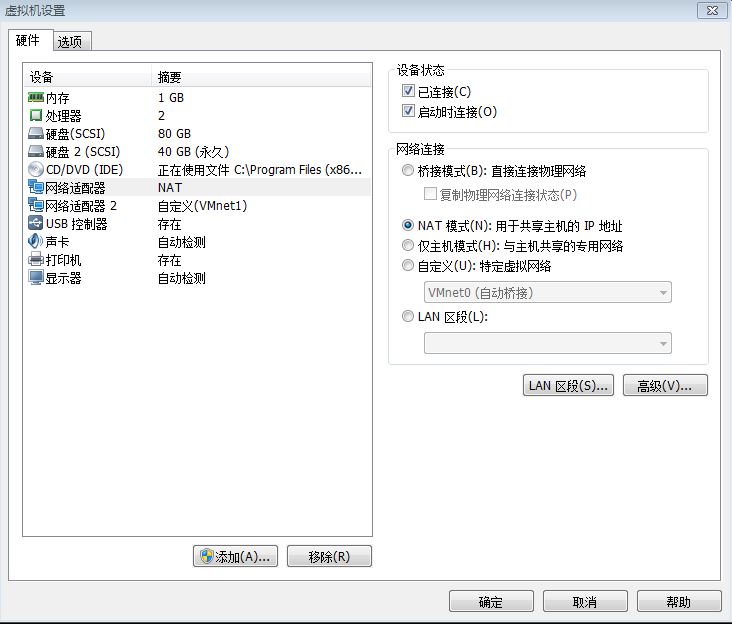 虚拟机设置
硬件 选项
设备 摘要
内存 1 GB
处理器 2
硬盘(SCSI) 80 GB
硬盘 2 (SCSI) 40 GB (永久)
CD/DVD (IDE) 正在使用文件 C:\Program Files (x86...
网络适配器 NAT
网络适配器 2 自定义(VMnet1)
USB 控制器 存在
声卡 自动检测
打印机 存在
显示器 自动检测
添加(A)... 移除(R)
设备状态
已连接(C)
启动时连接(O)
网络连接
桥接模式(B): 直接连接物理网络
复制物理网络连接状态(P)
NAT 模式(N): 用于共享主机的 IP 地址
仅主机模式(H): 与主机共享的专用网络
自定义(U): 特定虚拟网络
VMnet0 (自动桥接)
LAN 区段(L):
LAN 区段(S)... 高级(V)...
确定 取消 帮助